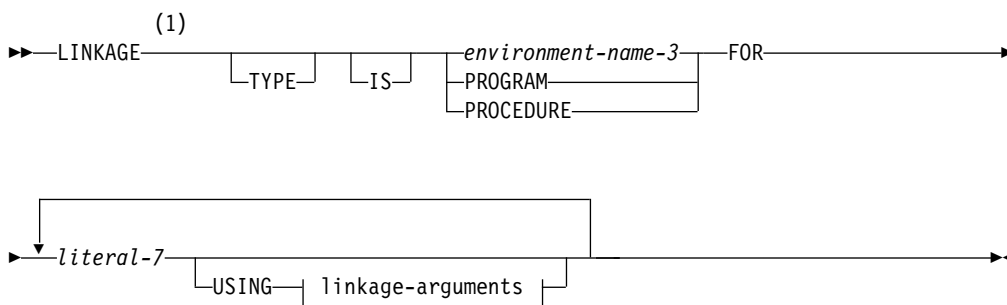 (1)
LINKAGE TYPE IS environment-name-3 FOR
PROGRAM
PROCEDURE
literal-7
USING linkage-arguments